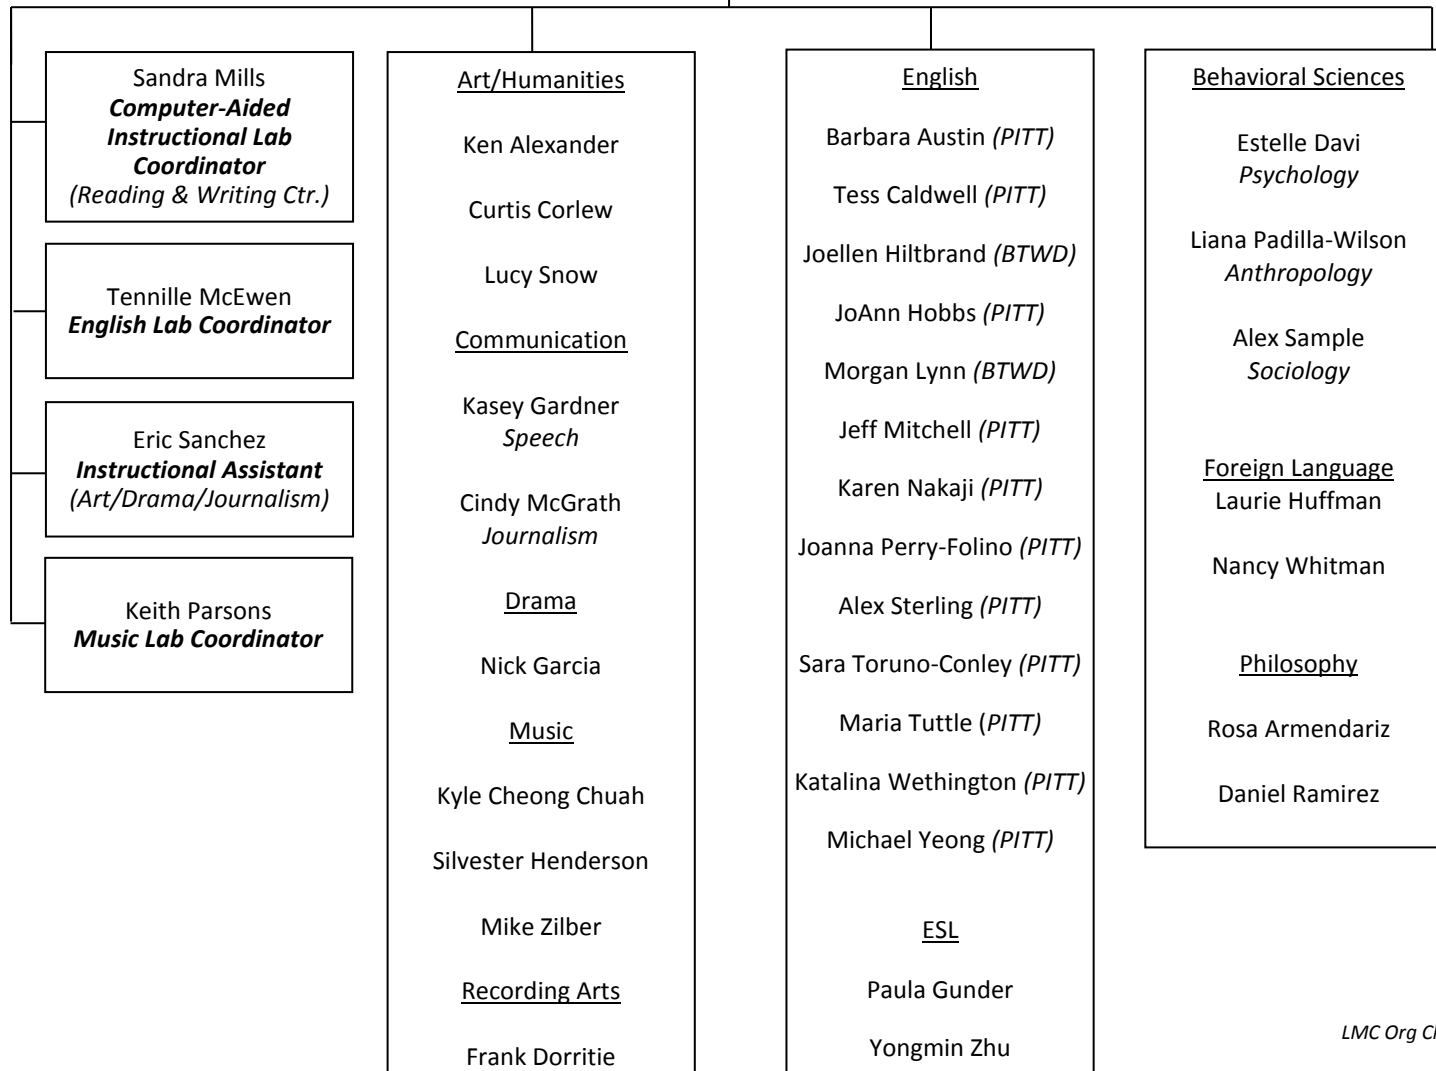 Sandra Mills
Computer-Aided
Instructional Lab
Coordinator
(Reading & Writing Ctr.)
Tennille McEwen
English Lab Coordinator
Eric Sanchez
Instructional Assistant
(Art/Drama/Journalism)
Keith Parsons
Music Lab Coordinator
Art/Humanities
Ken Alexander
Curtis Corlew
Lucy Snow
Communication
Kasey Gardner
Speech
Cindy McGrath
Journalism
Drama
Nick Garcia
Music
Kyle Cheong Chuah
Silvester Henderson
Mike Zilber
Recording Arts
Frank Dorritie
English
Barbara Austin (PITT)
Tess Caldwell (PITT)
Joellen Hiltbrand (BTWD)
JoAnn Hobbs (PITT)
Morgan Lynn (BTWD)
Jeff Mitchell (PITT)
Karen Nakaji (PITT)
Joanna Perry-Folino (PITT)
Alex Sterling (PITT)
Sara Toruno-Conley (PITT)
Maria Tuttle (PITT)
Katalina Wethington (PITT)
Michael Yeong (PITT)
ESL
Paula Gunder
Yongmin Zhu
Behavioral Sciences
Estelle Davi
Psychology
Liana Padilla-Wilson
Anthropology
Alex Sample
Sociology
Foreign Language
Laurie Huffman
Nancy Whitman
Philosophy
Rosa Armendariz
Daniel Ramirez
LMC Org